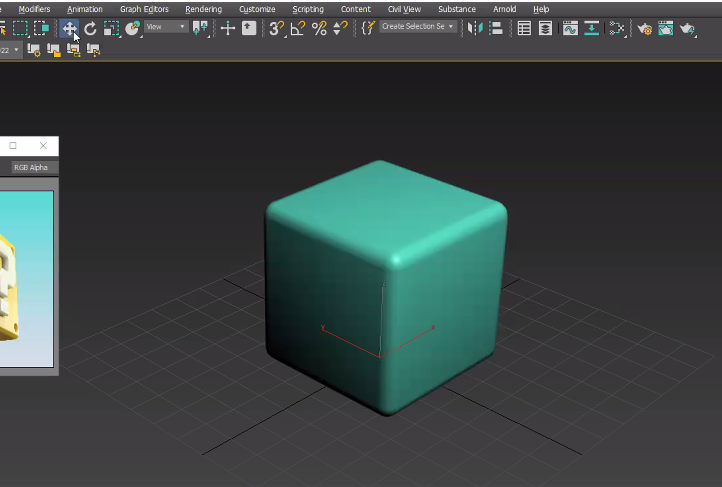 Modifiers Animation Graph Editors Rendering Customize Scripting Content Civil View Substance Arnold Help
View 3 % Create Selection Se
RGB Alpha